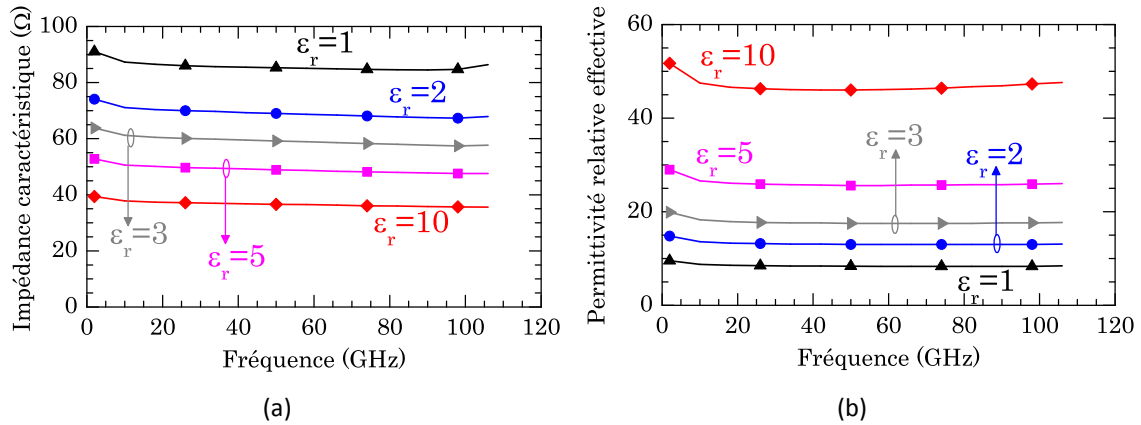 Impédance caractéristique (Ω)
100
80
60
40
20
0
εr=1
εr=2
εr=3
εr=5
εr=10
0 20 40 60 80 100 120
Fréquence (GHz)
(a)
Permittivité relative effective
60
40
20
0
εr=10
εr=5
εr=3
εr=2
εr=1
0 20 40 60 80 100 120
Fréquence (GHz)
(b)